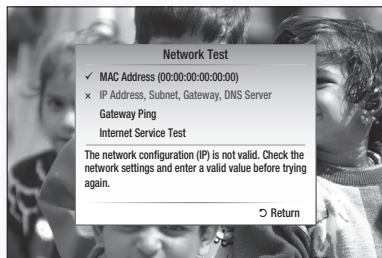 Network Test
✓ MAC Address (00:00:00:00:00:00)
× IP Address, Subnet, Gateway, DNS Server
Gateway Ping
Internet Service Test
The network configuration (IP) is not valid. Check the
network settings and enter a valid value before trying
again.
Return